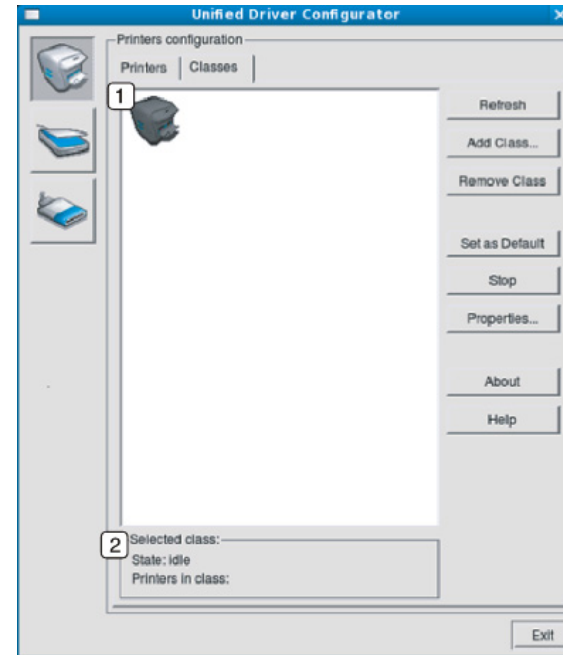 Unified Driver Configurator
Printers configuration
Printers
Classes
1
Refresh
Add Class...
Remove Class
Set as Default
Stop
Properties...
About
Help
2
Selected class:
State: idle
Printers in class:
Exit